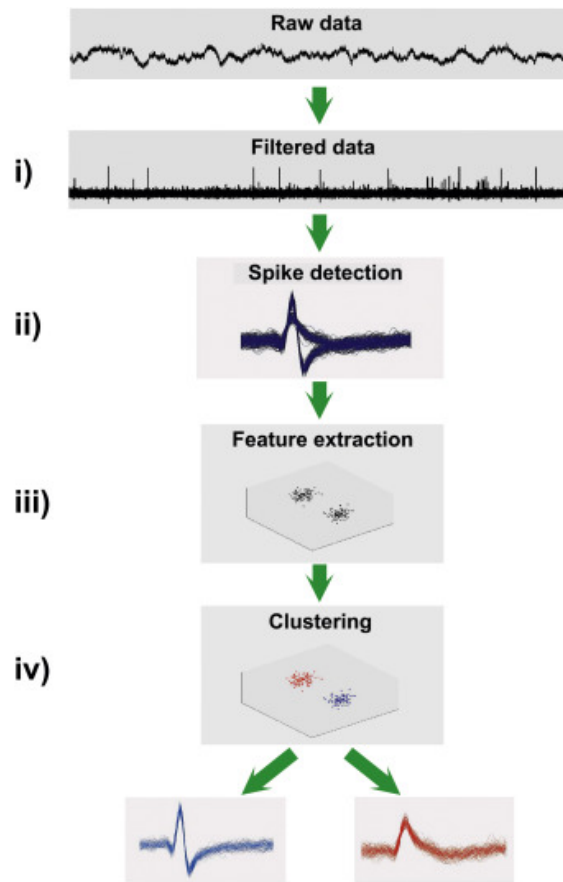 Raw data
i)
Filtered data
ii)
Spike detection
iii)
Feature extraction
iv)
Clustering